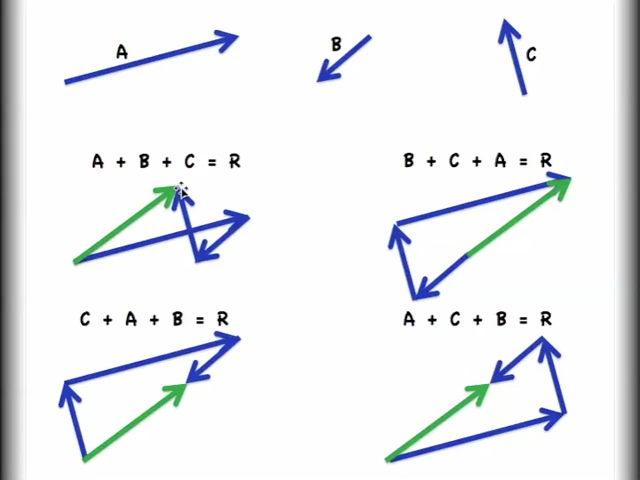 A
B
C
A + B + C = R
B + C + A = R
C + A + B = R
A + C + B = R